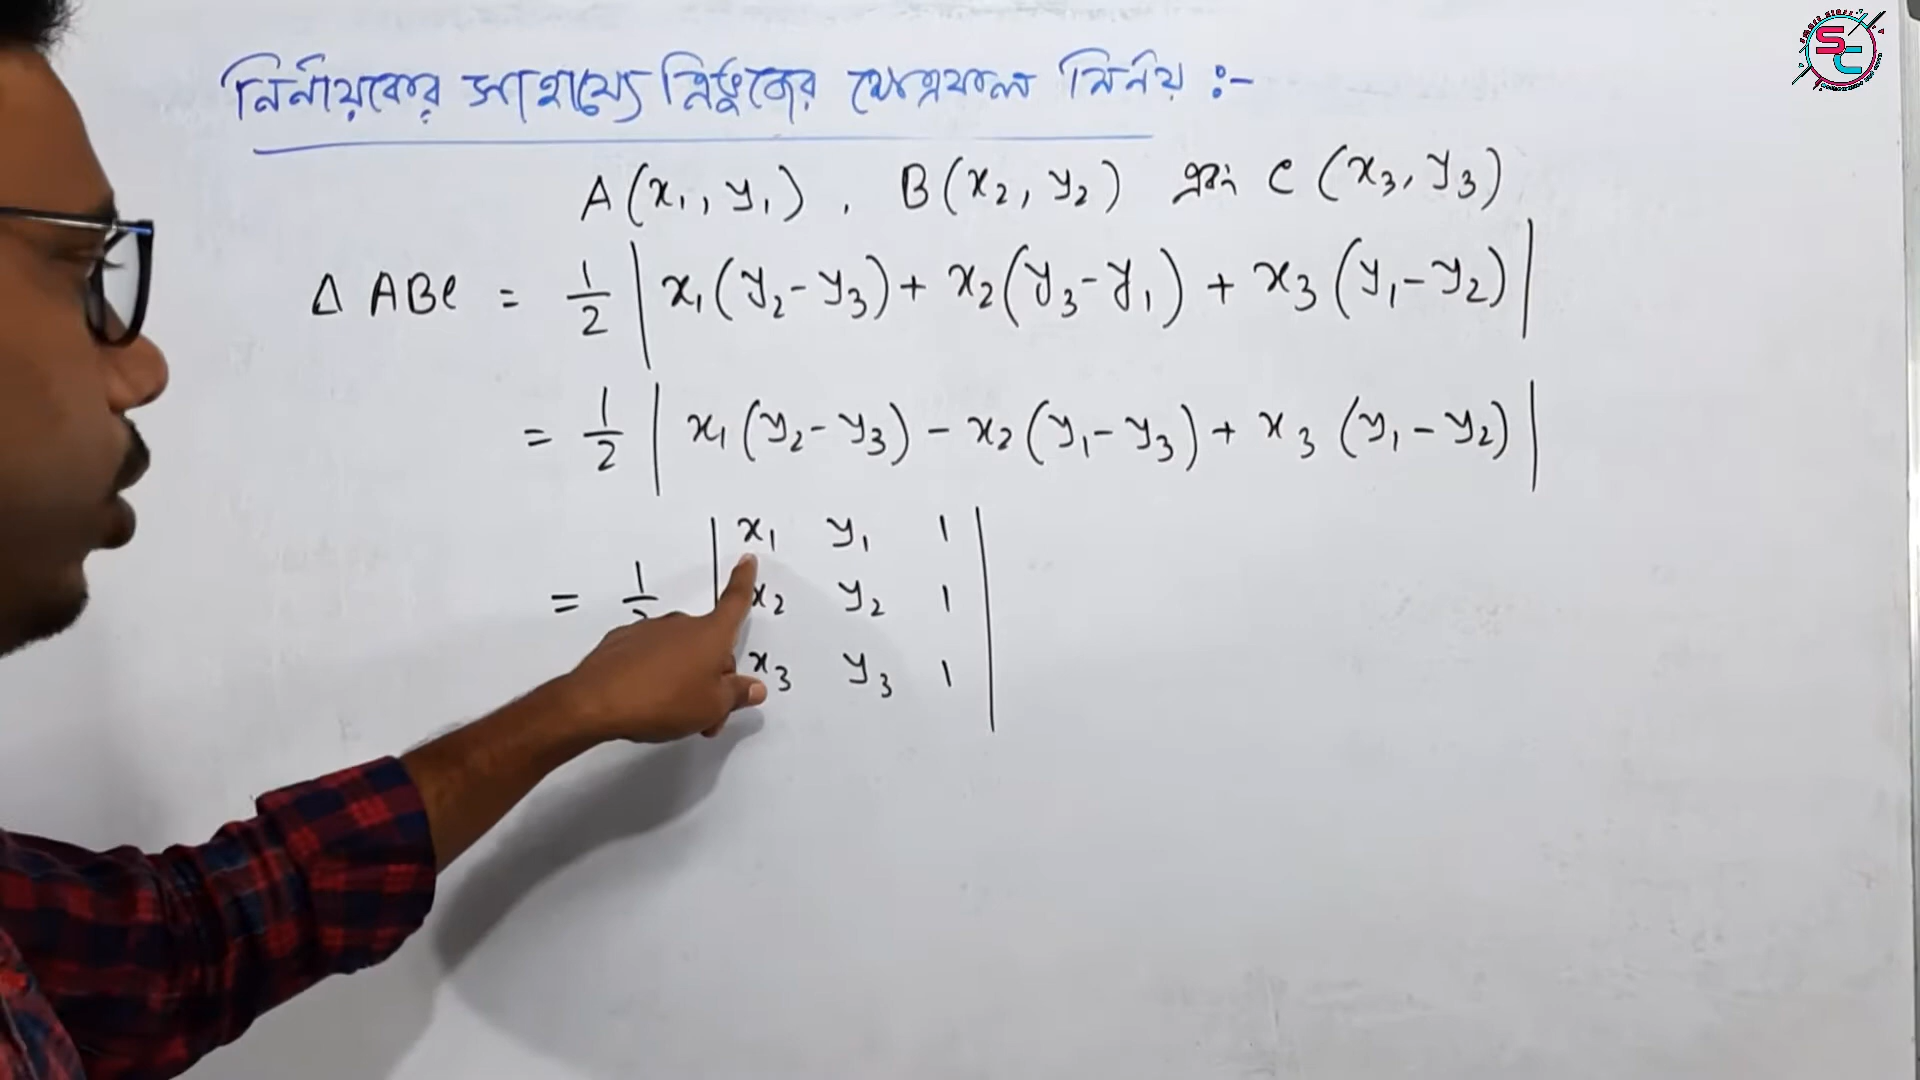 নির্নায়কের সাহায্যে ত্রিভুজের ক্ষেত্রফল নির্নয় :-
A(x₁, y₁) , B(x₂, y₂) এবং C(x₃, y₃)
Δ ABC = 1/2 | x₁(y₂-y₃) + x₂(y₃-y₁) + x₃(y₁-y₂) |
= 1/2 | x₁(y₂-y₃) - x₂(y₁-y₃) + x₃(y₁-y₂) |
| x₁ y₁ 1 |
= 1/2 | x₂ y₂ 1 |
| x₃ y₃ 1 |
SC